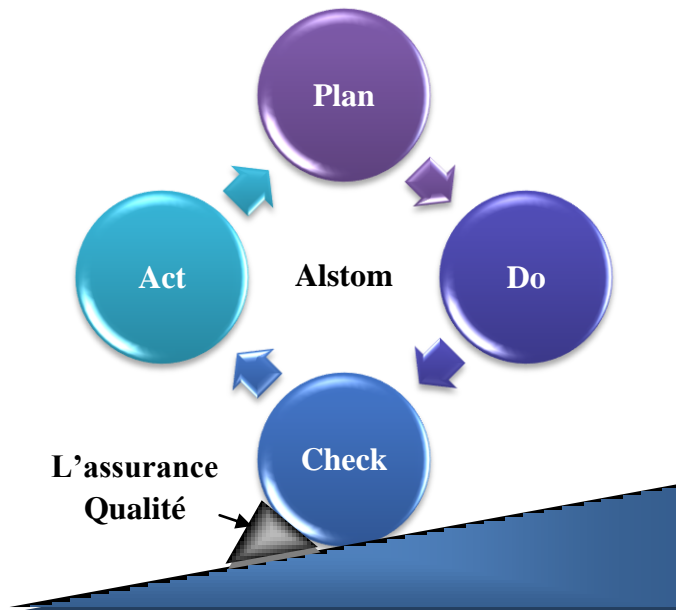 Plan
Act
Alstom
Do
Check
L’assurance
Qualité